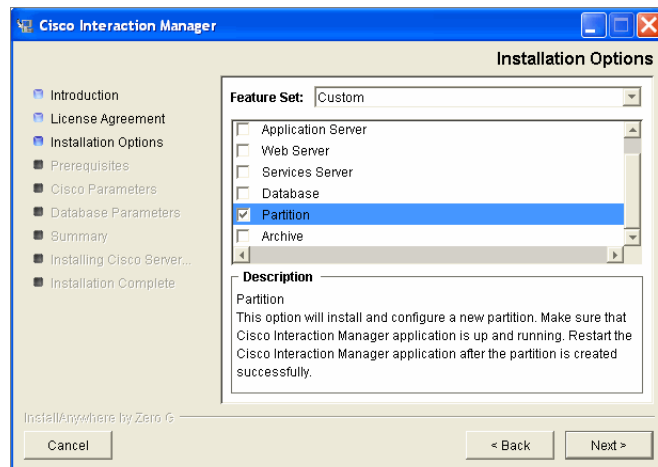 Cisco Interaction Manager
Installation Options
Introduction
License Agreement
Installation Options
Prerequisites
Cisco Parameters
Database Parameters
Summary
Installing Cisco Server...
Installation Complete
Feature Set: Custom
Application Server
Web Server
Services Server
Database
Partition
Archive
Description
Partition
This option will install and configure a new partition. Make sure that
Cisco Interaction Manager application is up and running. Restart the
Cisco Interaction Manager application after the partition is created
successfully.
InstallAnywhere by Zero G
Cancel
< Back
Next >